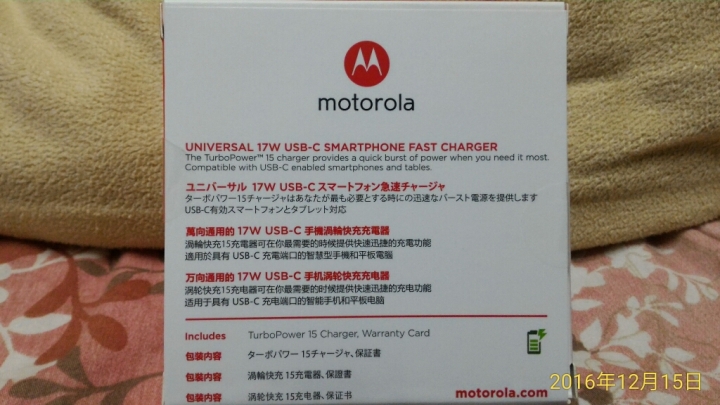 motorola
UNIVERSAL 17W USB-C SMARTPHONE FAST CHARGER
The TurboPower™ 15 charger provides a quick burst of power when you need it most.
Compatible with USB-C enabled smartphones and tables.
ユニバーサル 17W USB-C スマートフォン急速チャージャ
ターボパワー15チャージャはあなたが最も必要とする時にの迅速なバースト電源を提供します
USB-C有効スマートフォンとタブレット対応
萬向通用的 17W USB-C 手機渦輪快充充電器
渦輪快充15充電器可在你最需要的時候提供快速迅捷的充電功能
適用於具有 USB-C 充電端口的智慧型手機和平板電腦
万向通用的 17W USB-C 手机涡轮快充充电器
涡轮快充15充电器可在你最需要的时候提供快速迅捷的充电功能
适用于具有 USB-C 充电端口的智能手机和平板电脑
Includes TurboPower 15 Charger, Warranty Card
包装内容 ターボパワー 15チャージャ、保証書
包裝內容 渦輪快充 15充電器、保證書
包装内容 涡轮快充 15充电器、保证书
motorola.com
2016年12月15日